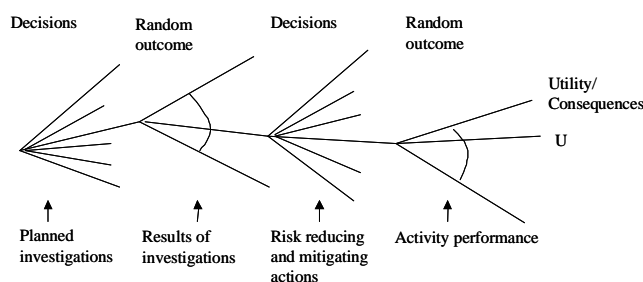 Decisions
Random
outcome
Decisions
Random
outcome
Utility/
Consequences
U
Planned
investigations
Results of
investigations
Risk reducing
and mitigating
actions
Activity performance